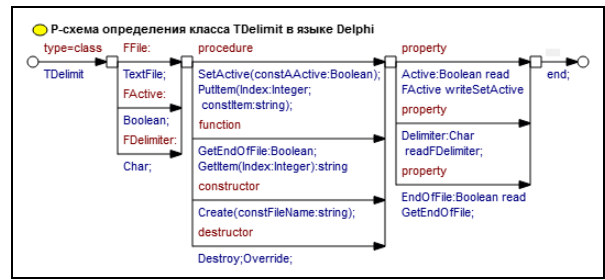 Р-схема определения класса TDelimit в языке Delphi
type=class
TDelimit
FFile:
TextFile;
FActive:
Boolean;
FDelimiter:
Char;
procedure
SetActive(constAActive:Boolean);
PutItem(Index:Integer;
constItem:string);
function
GetEndOfFile:Boolean;
GetItem(Index:Integer):string
constructor
Create(constFileName:string);
destructor
Destroy;Override;
property
Active:Boolean read
FActive writeSetActive
property
Delimiter:Char
readFDelimiter;
property
EndOfFile:Boolean read
GetEndOfFile;
end;